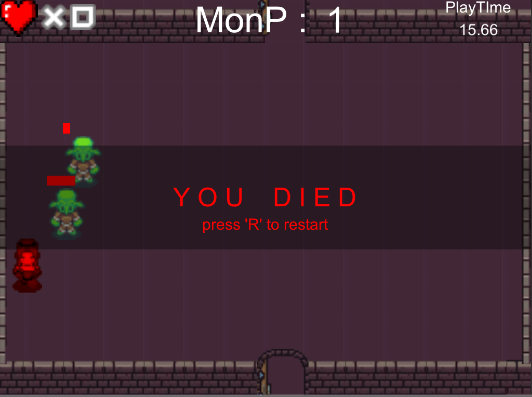 MonP : 1
PlayTIme
15.66
YOU DIED
press 'R' to restart